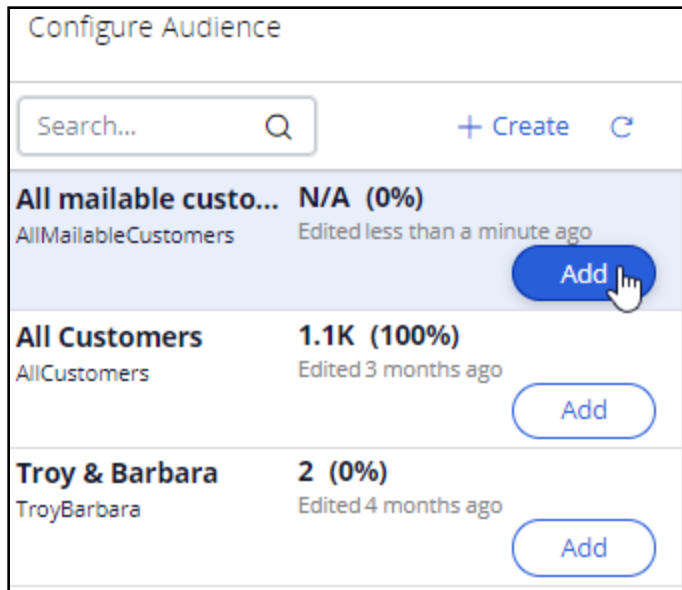 Configure Audience
Search...
+ Create
All mailable custo... N/A (0%)
AllMailableCustomers Edited less than a minute ago
Add
All Customers 1.1K (100%)
AllCustomers Edited 3 months ago
Add
Troy & Barbara 2 (0%)
TroyBarbara Edited 4 months ago
Add